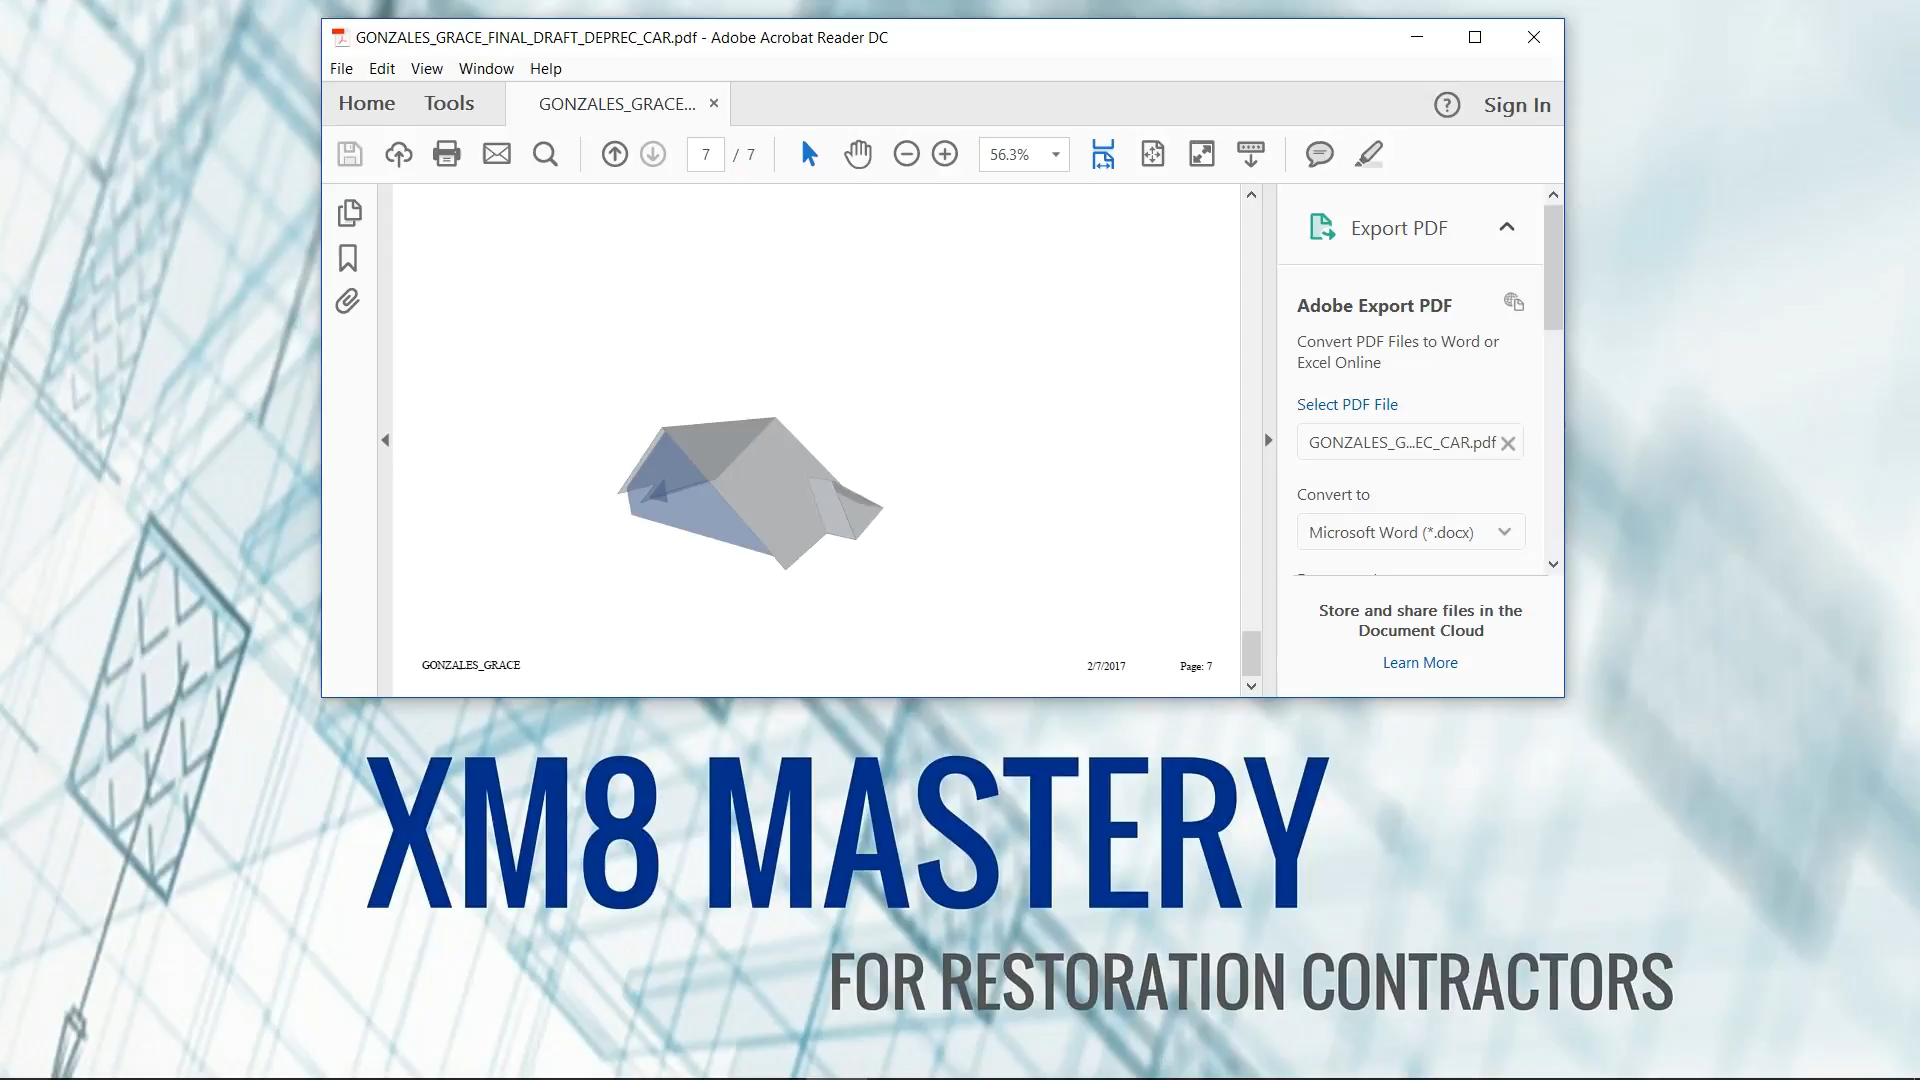 GONZALES_GRACE_FINAL_DRAFT_DEPREC_CAR.pdf - Adobe Acrobat Reader DC
File Edit View Window Help
Home Tools GONZALES_GRACE... Sign In
7 / 7 56.3%
Export PDF
Adobe Export PDF
Convert PDF Files to Word or
Excel Online
Select PDF File
GONZALES_G...EC_CAR.pdf
Convert to
Microsoft Word (*.docx)
Store and share files in the
Document Cloud
Learn More
GONZALES_GRACE 2/7/2017 Page: 7
XM8 MASTERY
FOR RESTORATION CONTRACTORS